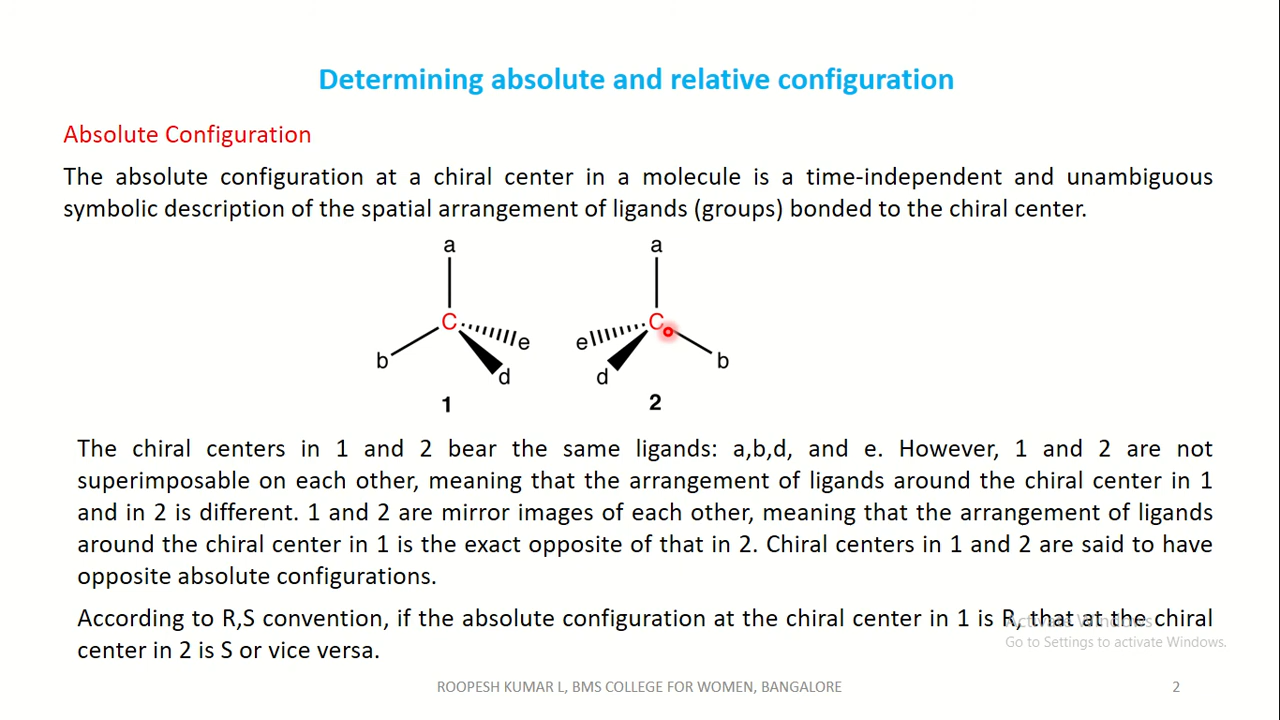 Determining absolute and relative configuration
Absolute Configuration
The absolute configuration at a chiral center in a molecule is a time-independent and unambiguous
symbolic description of the spatial arrangement of ligands (groups) bonded to the chiral center.
a
C
b
e
d
1
a
C
e
d
b
2
The chiral centers in 1 and 2 bear the same ligands: a,b,d, and e. However, 1 and 2 are not
superimposable on each other, meaning that the arrangement of ligands around the chiral center in 1
and in 2 is different. 1 and 2 are mirror images of each other, meaning that the arrangement of ligands
around the chiral center in 1 is the exact opposite of that in 2. Chiral centers in 1 and 2 are said to have
opposite absolute configurations.
According to R,S convention, if the absolute configuration at the chiral center in 1 is R, that at the chiral
center in 2 is S or vice versa.
Activate Windows
Go to Settings to activate Windows.
ROOPESH KUMAR L, BMS COLLEGE FOR WOMEN, BANGALORE
2